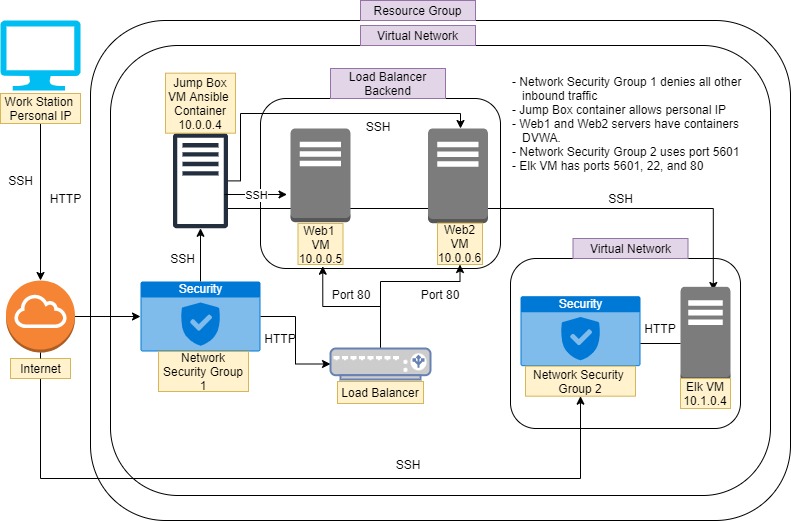 Resource Group
Virtual Network
Work Station
Personal IP
Jump Box
VM Ansible
Container
10.0.0.4
Load Balancer
Backend
- Network Security Group 1 denies all other
inbound traffic
- Jump Box container allows personal IP
- Web1 and Web2 servers have containers
DVWA.
- Network Security Group 2 uses port 5601
- Elk VM has ports 5601, 22, and 80
SSH
SSH
HTTP
SSH
SSH
Web1
VM
10.0.0.5
Web2
VM
10.0.0.6
Virtual Network
SSH
Security
Port 80
Port 80
Security
HTTP
HTTP
Internet
Network
Security Group
1
Load Balancer
Network Security
Group 2
Elk VM
10.1.0.4
SSH